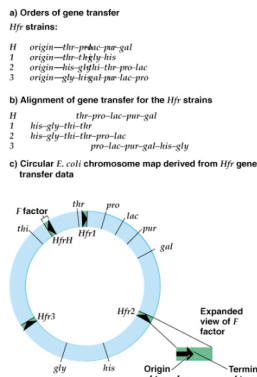 a) Orders of gene transfer
Hfr strains:
H origin—thr–pro–lac–pur–gal
1 origin—thr–thi–gly–his
2 origin—his–gly–thi–thr–pro–lac
3 origin—gly–his–gal–pur–lac–pro
b) Alignment of gene transfer for the Hfr strains
H thr–pro–lac–pur–gal
1 his–gly–thi–thr
2 his–gly–thi–thr–pro–lac
3 pro–lac–pur–gal–his–gly
c) Circular E. coli chromosome map derived from Hfr gene
transfer data
thr pro
F factor lac
thi pur
HfrH Hfr1
gal
Hfr3 Hfr2
Expanded
view of F
factor
gly his
Origin